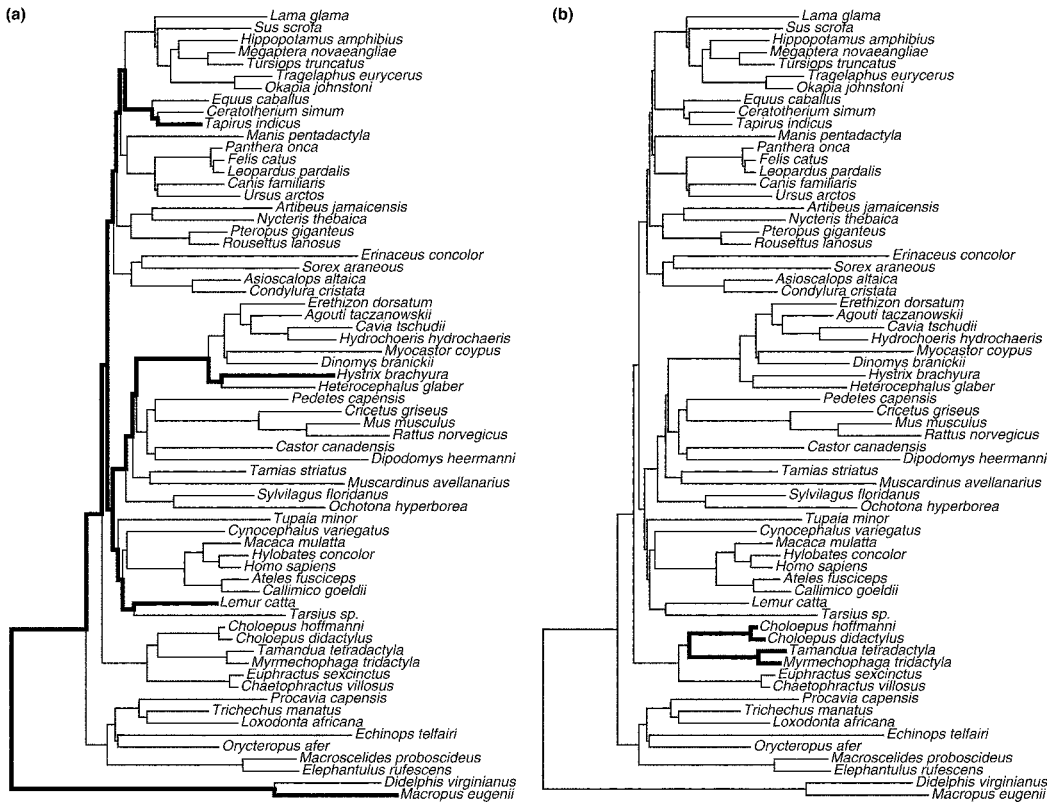 (a)
Lama glama
Sus scrofa
Hippopotamus amphibius
Megaptera novaeangliae
Tursiops truncatus
Tragelaphus eurycerus
Okapia johnstoni
Equus caballus
Ceratotherium simum
Tapirus indicus
Manis pentadactyla
Panthera onca
Felis catus
Leopardus pardalis
Canis familiaris
Ursus arctos
Artibeus jamaicensis
Nycteris thebaica
Pteropus giganteus
Rousettus lanosus
Erinaceus concolor
Sorex araneous
Asioscalops altaica
Condylura cristata
Erethizon dorsatum
Agouti taczanowskii
Cavia tschudii
Hydrochoeris hydrochaeris
Myocastor coypus
Dinomys branickii
Hystrix brachyura
Heterocephalus glaber
Pedetes capensis
Cricetus griseus
Mus musculus
Rattus norvegicus
Castor canadensis
Dipodomys heermanni
Tamias striatus
Muscardinus avellanarius
Sylvilagus floridanus
Ochotona hyperborea
Tupaia minor
Cynocephalus variegatus
Macaca mulatta
Hylobates concolor
Homo sapiens
Ateles fusciceps
Callimico goeldii
Lemur catta
Tarsius sp.
Choloepus hoffmanni
Choloepus didactylus
Tamandua tetradactyla
Myrmechophaga tridactyla
Euphractus sexcinctus
Chaetophractus villosus
Procavia capensis
Trichechus manatus
Loxodonta africana
Echinops telfairi
Orycteropus afer
Macroscelides proboscideus
Elephantulus rufescens
Didelphis virginianus
Macropus eugenii
(b)
Lama glama
Sus scrofa
Hippopotamus amphibius
Megaptera novaeangliae
Tursiops truncatus
Tragelaphus eurycerus
Okapia johnstoni
Equus caballus
Ceratotherium simum
Tapirus indicus
Manis pentadactyla
Panthera onca
Felis catus
Leopardus pardalis
Canis familiaris
Ursus arctos
Artibeus jamaicensis
Nycteris thebaica
Pteropus giganteus
Rousettus lanosus
Erinaceus concolor
Sorex araneous
Asioscalops altaica
Condylura cristata
Erethizon dorsatum
Agouti taczanowskii
Cavia tschudii
Hydrochoeris hydrochaeris
Myocastor coypus
Dinomys branickii
Hystrix brachyura
Heterocephalus glaber
Pedetes capensis
Cricetus griseus
Mus musculus
Rattus norvegicus
Castor canadensis
Dipodomys heermanni
Tamias striatus
Muscardinus avellanarius
Sylvilagus floridanus
Ochotona hyperborea
Tupaia minor
Cynocephalus variegatus
Macaca mulatta
Hylobates concolor
Homo sapiens
Ateles fusciceps
Callimico goeldii
Lemur catta
Tarsius sp.
Choloepus hoffmanni
Choloepus didactylus
Tamandua tetradactyla
Myrmechophaga tridactyla
Euphractus sexcinctus
Chaetophractus villosus
Procavia capensis
Trichechus manatus
Loxodonta africana
Echinops telfairi
Orycteropus afer
Macroscelides proboscideus
Elephantulus rufescens
Didelphis virginianus
Macropus eugenii